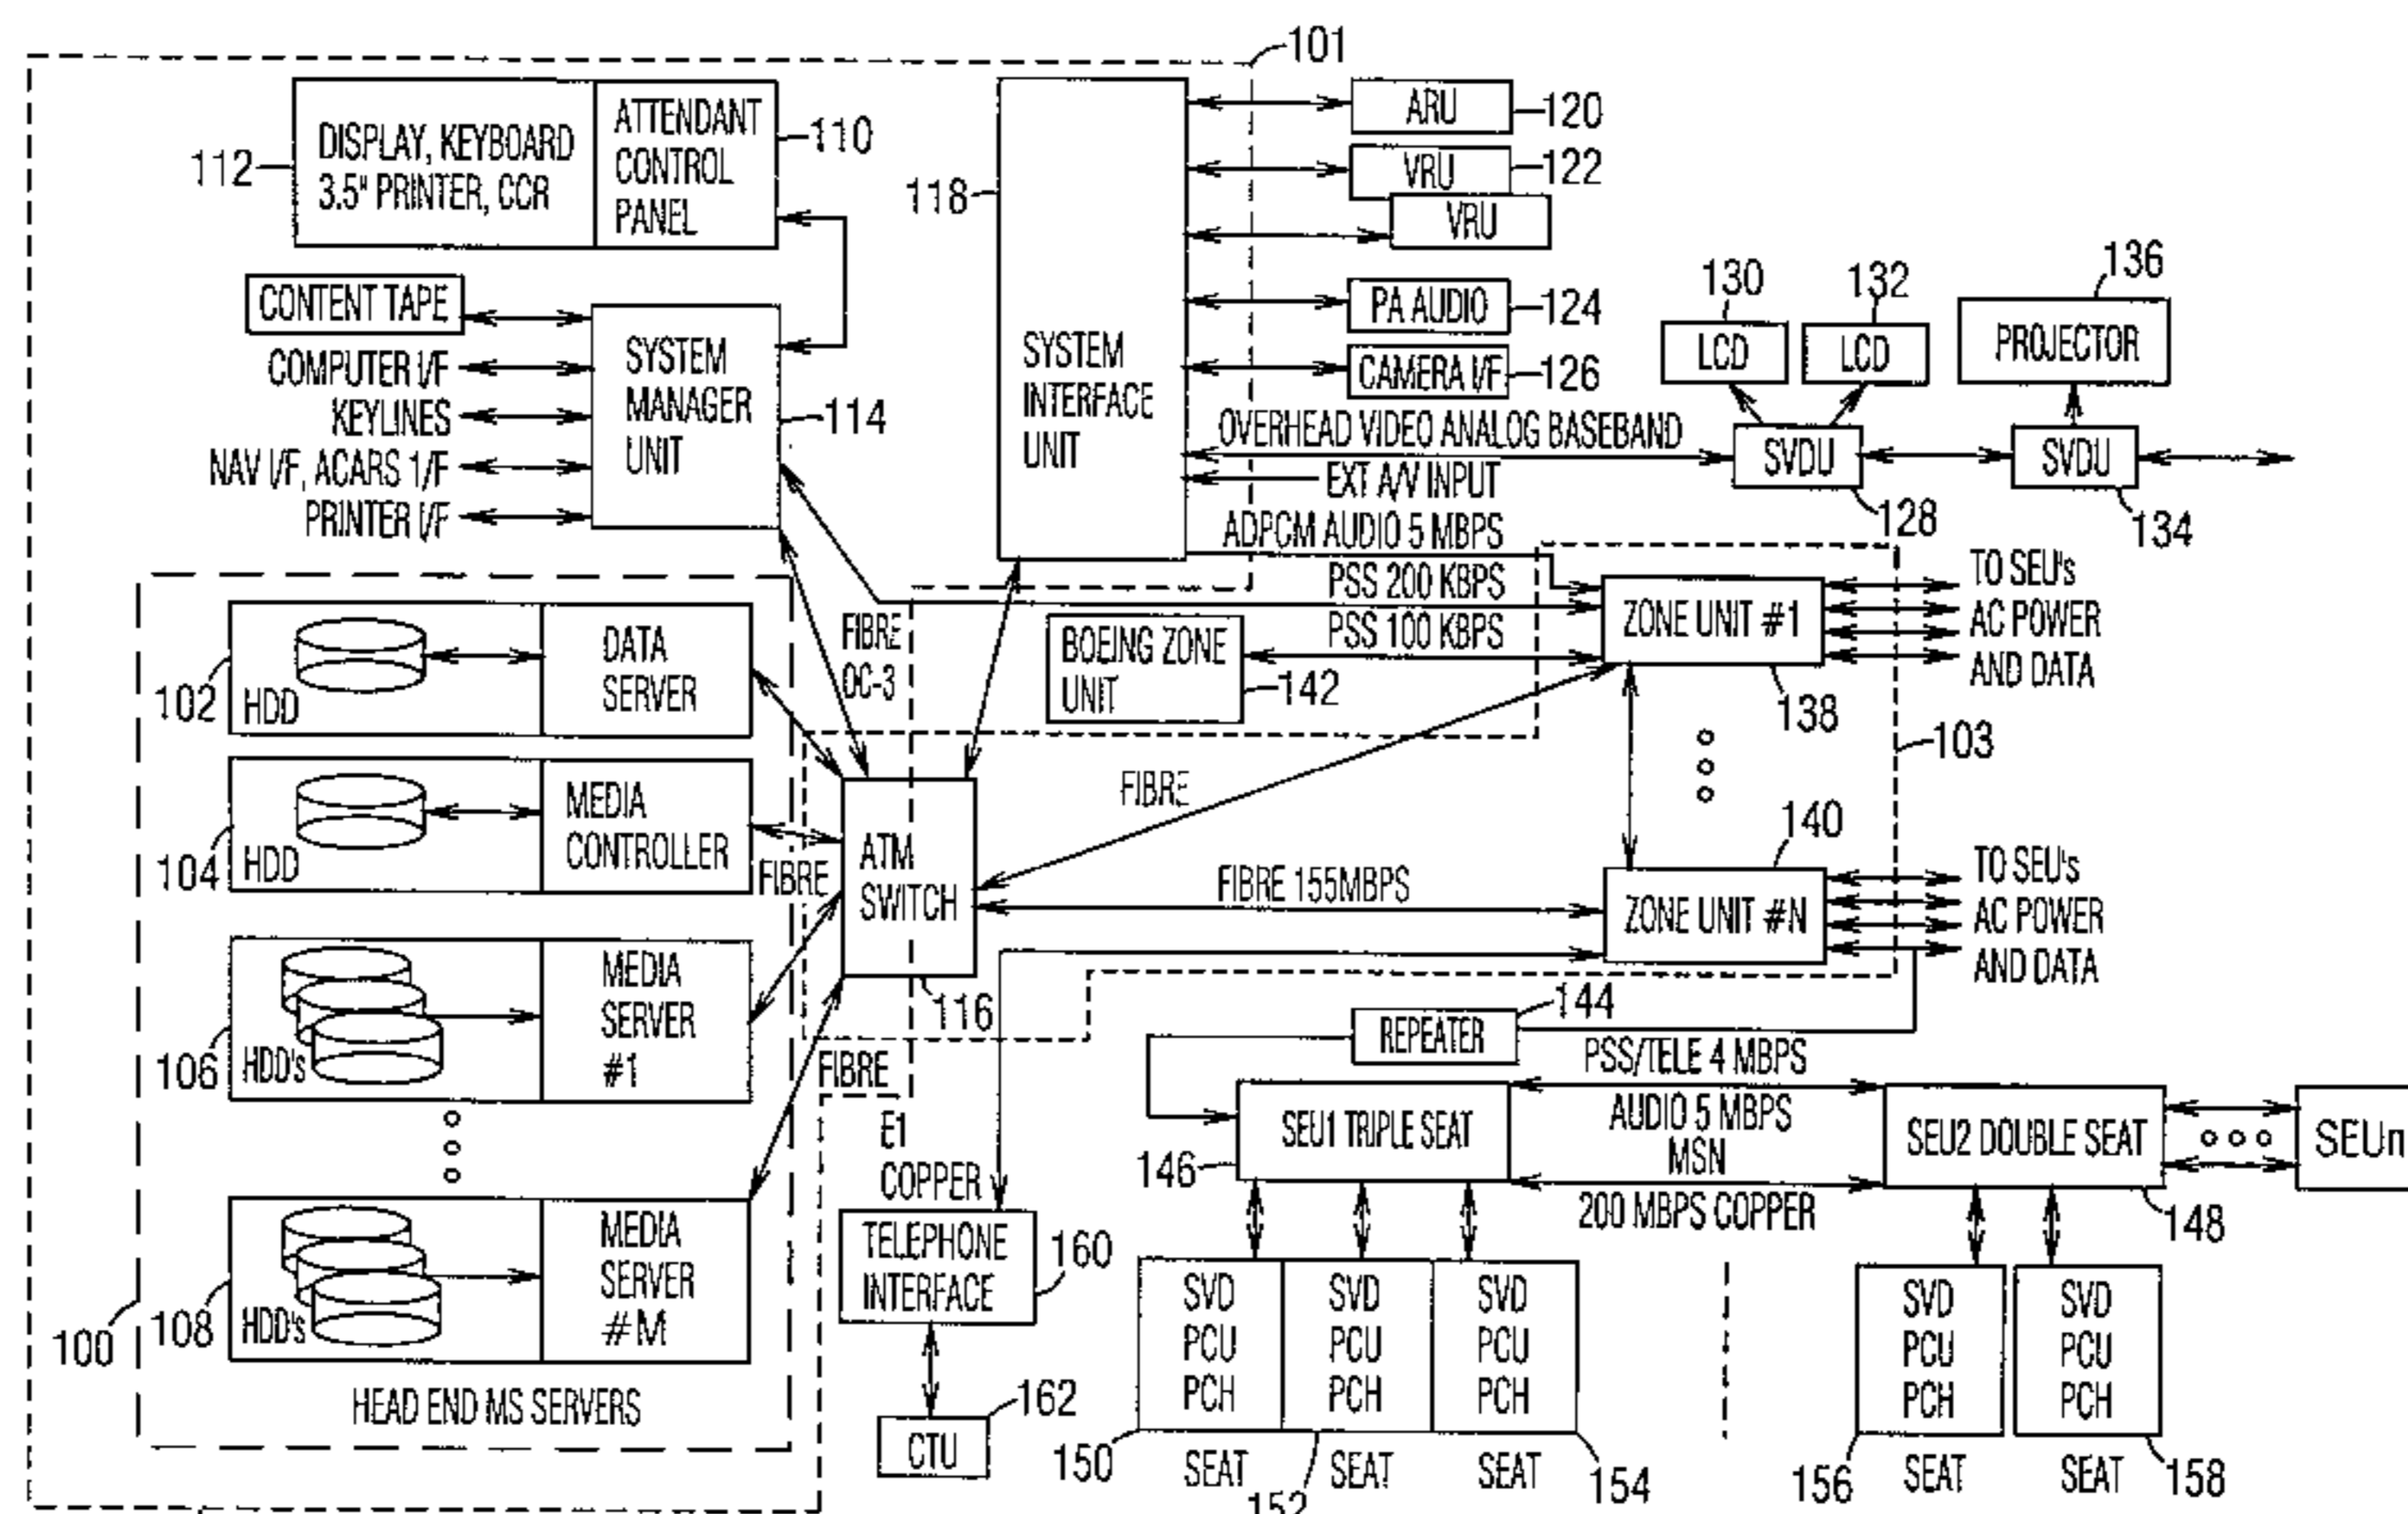 101
DISPLAY, KEYBOARD
3.5" PRINTER, CCR
ATTENDANT
CONTROL
PANEL
110
112
118
SYSTEM
INTERFACE
UNIT
ARU
120
VRU
122
VRU
PA AUDIO
124
CAMERA I/F
126
CONTENT TAPE
COMPUTER I/F
KEYLINES
NAV I/F, ACARS 1/F
PRINTER I/F
SYSTEM
MANAGER
UNIT
114
130
LCD
132
LCD
136
PROJECTOR
OVERHEAD VIDEO ANALOG BASEBAND
SVDU
128
SVDU
134
EXT A/V INPUT
ADPCM AUDIO 5 MBPS
PSS 200 KBPS
PSS 100 KBPS
ZONE UNIT #1
138
TO SEU's
AC POWER
AND DATA
BOEING ZONE
UNIT
142
103
102
HDD
DATA
SERVER
FIBRE
OC-3
104
HDD
MEDIA
CONTROLLER
FIBRE
ATM
SWITCH
116
FIBRE
FIBRE 155MBPS
140
ZONE UNIT #N
TO SEU's
AC POWER
AND DATA
106
HDD's
MEDIA
SERVER
#1
FIBRE
108
HDD's
MEDIA
SERVER
#M
100
HEAD END MS SERVERS
E1
COPPER
TELEPHONE
INTERFACE
160
162
CTU
144
REPEATER
PSS/TELE 4 MBPS
AUDIO 5 MBPS
MSN
200 MBPS COPPER
SEU1 TRIPLE SEAT
146
SEU2 DOUBLE SEAT
148
SEUn
SVD
PCU
PCH
SVD
PCU
PCH
SVD
PCU
PCH
150
SEAT
152
SEAT
SEAT
154
SVD
PCU
PCH
SVD
PCU
PCH
156
SEAT
SEAT
158